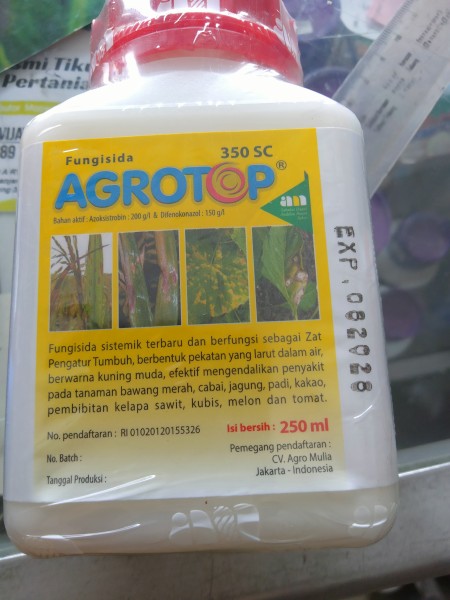 mi Tiku
Pertania
Fungisida
350 SC
AGROTOP®
Bahan aktif : Azoksistrobin : 200 g/l & Difenokonazol : 150 g/l
Fungisida sistemik terbaru dan berfungsi sebagai Zat
Pengatur Tumbuh, berbentuk pekatan yang larut dalam air,
berwarna kuning muda, efektif mengendalikan penyakit
pada tanaman bawang merah, cabai, jagung, padi, kakao,
pembibitan kelapa sawit, kubis, melon dan tomat.
No. pendaftaran : RI 01020120155326
Isi bersih : 250 ml
No. Batch :
Pemegang pendaftaran :
CV. Agro Mulia
Jakarta - Indonesia
Tanggal Produksi :
EXP, 082028